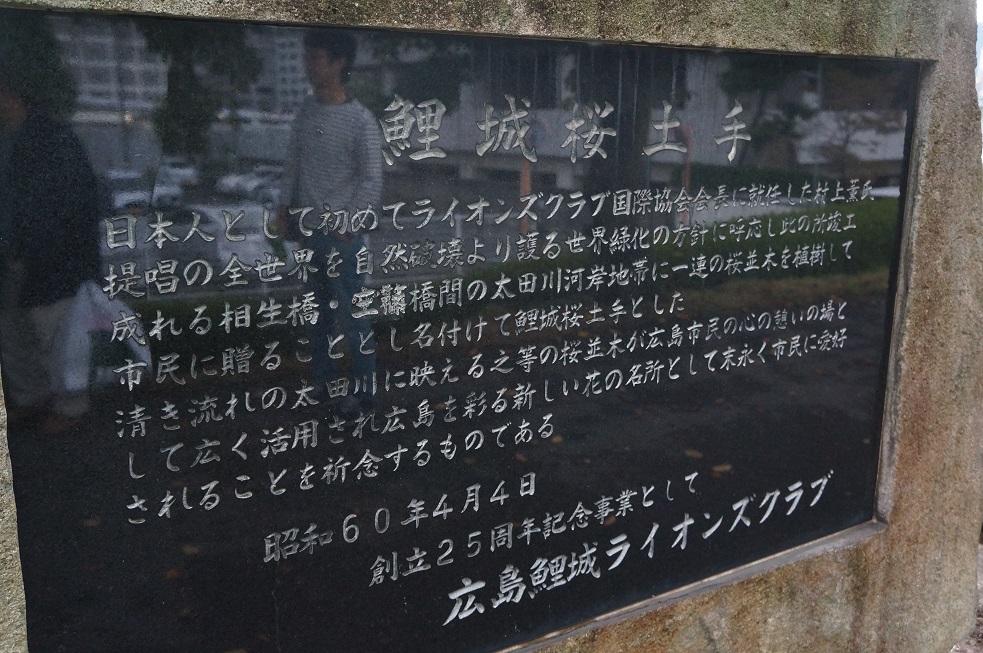 鯉城桜土手
日本人として初めてライオンズクラブ国際協会会長に就任した村上薫氏
提唱の全世界を自然破壊より護る世界緑化の方針に呼応し此の所竣工
成れる相生橋・空鞘橋間の太田川河岸地帯に一連の桜並木を植樹して
市民に贈ることとし名付けて鯉城桜土手とした
清き流れの太田川に映える之等の桜並木が広島市民の心の憩いの場と
して広く活用され広島を彩る新しい花の名所として末永く市民に愛好
されることを祈念するものである
昭和60年4月4日
創立25周年記念事業として
広島鯉城ライオンズクラブ